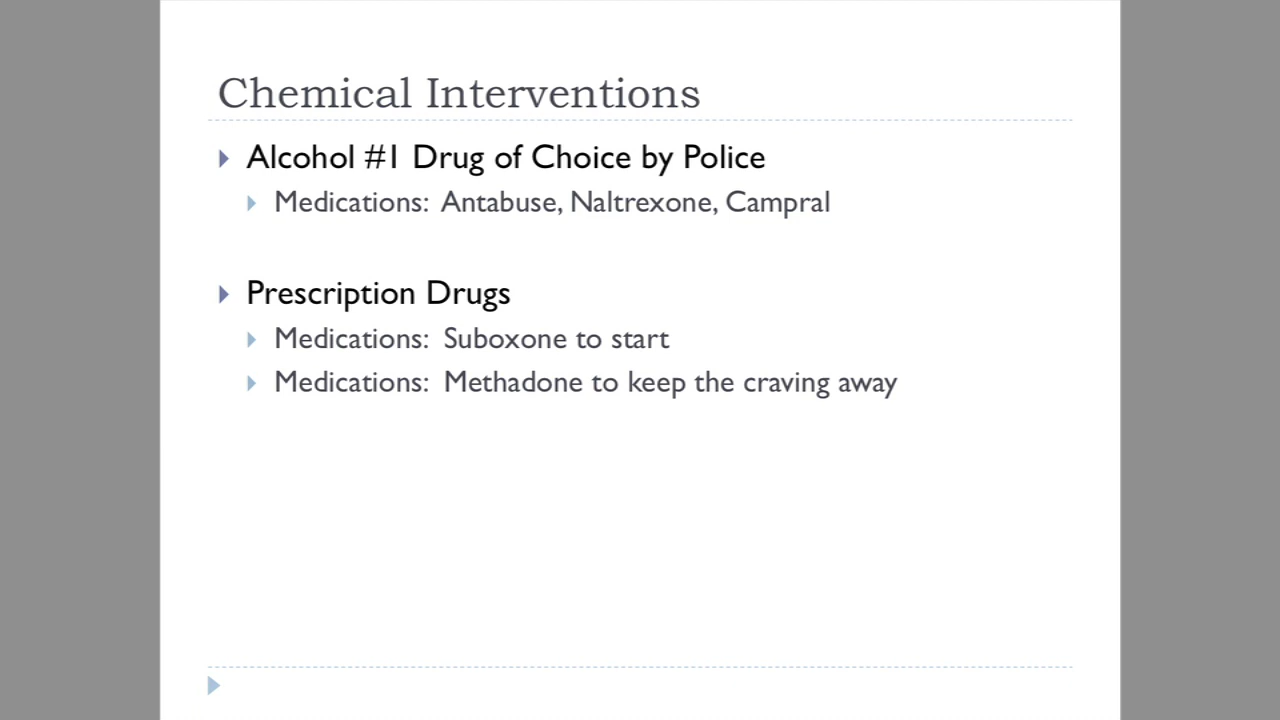 Chemical Interventions
Alcohol #1 Drug of Choice by Police
Medications: Antabuse, Naltrexone, Campral
Prescription Drugs
Medications: Suboxone to start
Medications: Methadone to keep the craving away